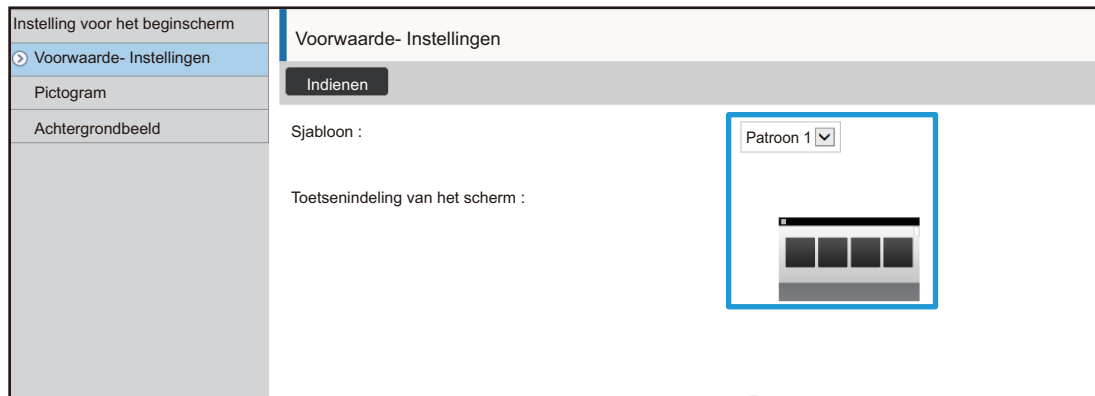 Instelling voor het beginscherm
Voorwaarde- Instellingen
Pictogram
Achtergrondbeeld
Voorwaarde- Instellingen
Indienen
Sjabloon :
Patroon 1
Toetsenindeling van het scherm :